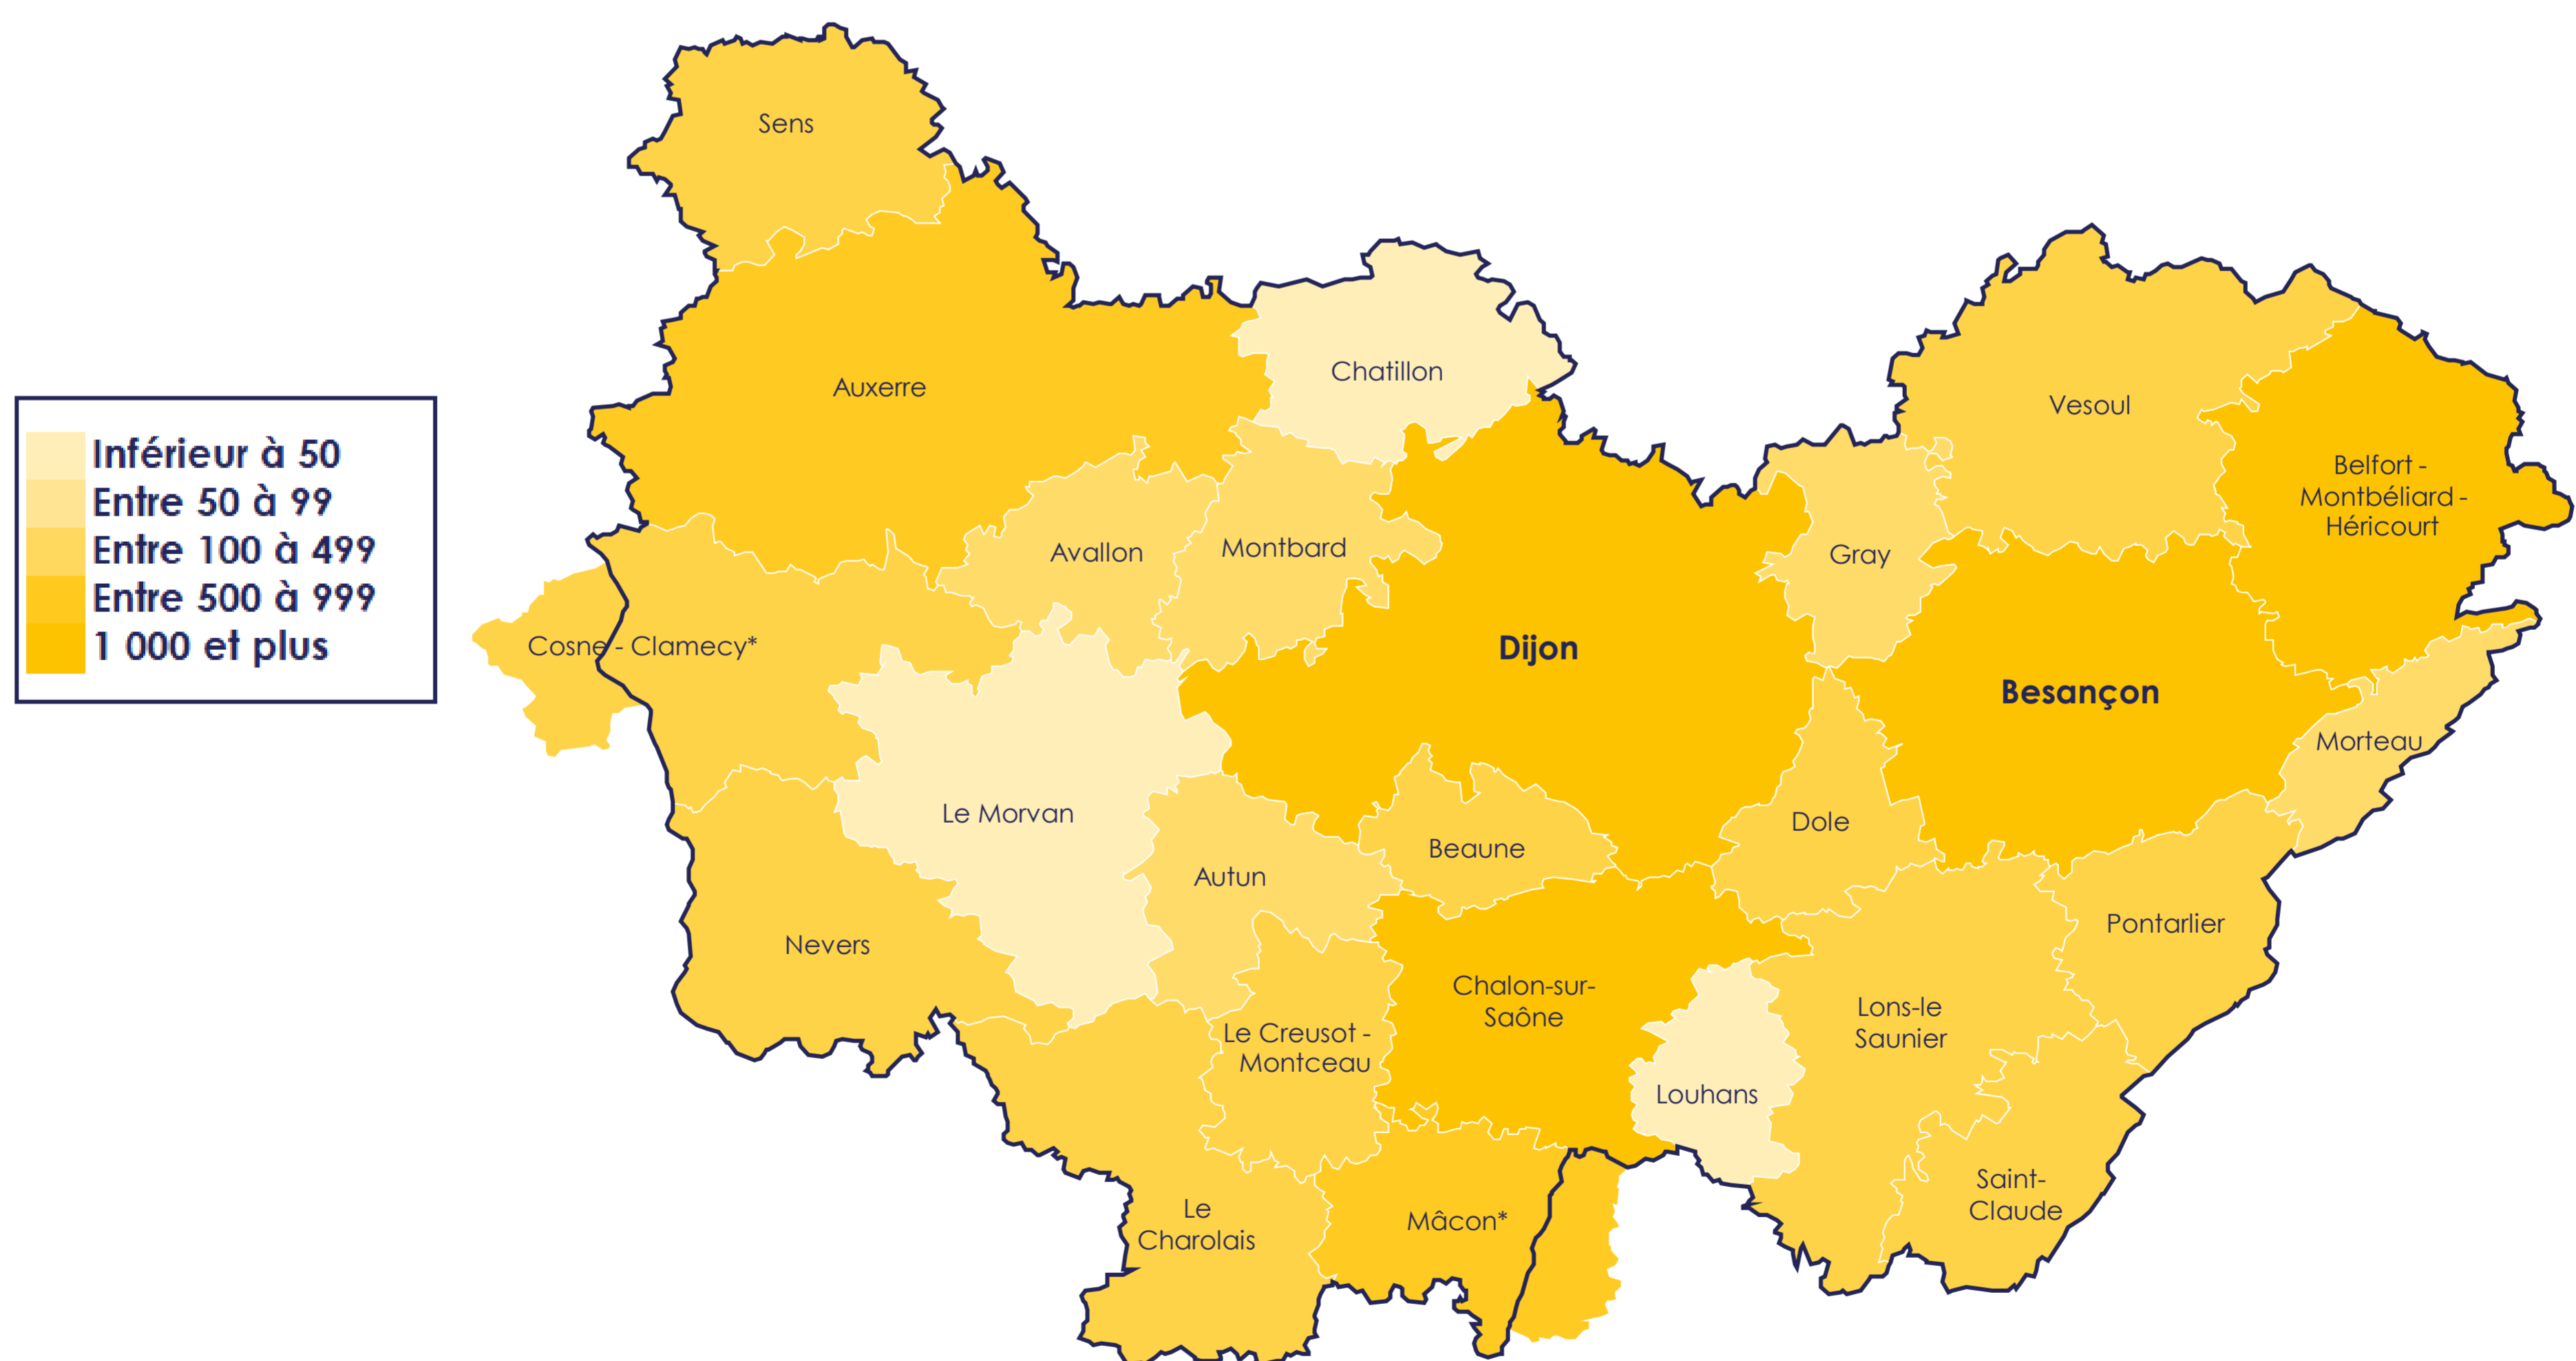 Sens
Chatillon
Auxerre
Vesoul
Inférieur à 50
Entre 50 à 99
Entre 100 à 499
Entre 500 à 999
1 000 et plus
Belfort -
Montbéliard -
Héricourt
Avallon
Montbard
Gray
Cosne - Clamecy*
Dijon
Besançon
Morteau
Le Morvan
Dole
Beaune
Autun
Pontarlier
Nevers
Chalon-sur-
Saône
Lons-le
Saunier
Le Creusot -
Montceau
Louhans
Saint-
Claude
Le
Charolais
Mâcon*